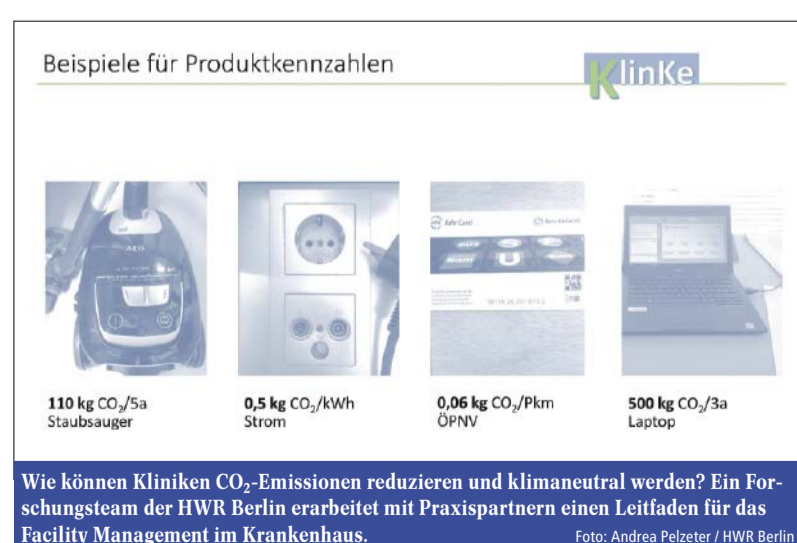 Beispiele für Produktkennzahlen
KlinKe
AEG
110 kg CO₂/5a
Staubsauger
0,5 kg CO₂/kWh
Strom
0,06 kg CO₂/Pkm
ÖPNV
500 kg CO₂/3a
Laptop
Wie können Kliniken CO₂-Emissionen reduzieren und klimaneutral werden? Ein For-
schungsteam der HWR Berlin erarbeitet mit Praxispartnern einen Leitfaden für das
Facility Management im Krankenhaus.
Foto: Andrea Pelzeter / HWR Berlin